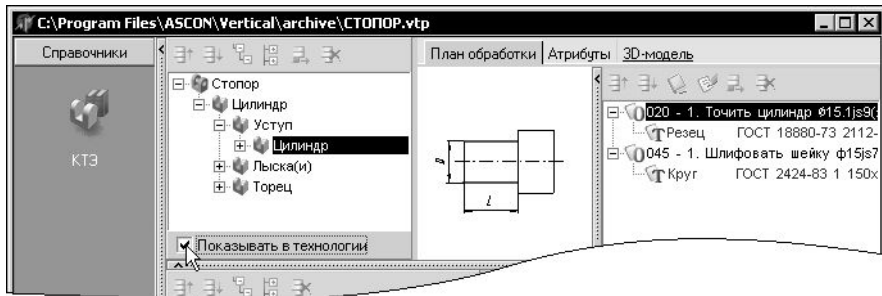 C:\Program Files\ASCON\Vertical\archive\СТОПОР.vtp
Справочники
КТЭ
Стопор
Цилиндр
Уступ
Цилиндр
Лыска(и)
Торец
Показывать в технологии
План обработки Атрибуты 3D-модель
l
020 - 1. Точить цилиндр ø15.1js9(
Резец ГОСТ 18880-73 2112-
045 - 1. Шлифовать шейку ф15js7
Круг ГОСТ 2424-83 1 150x